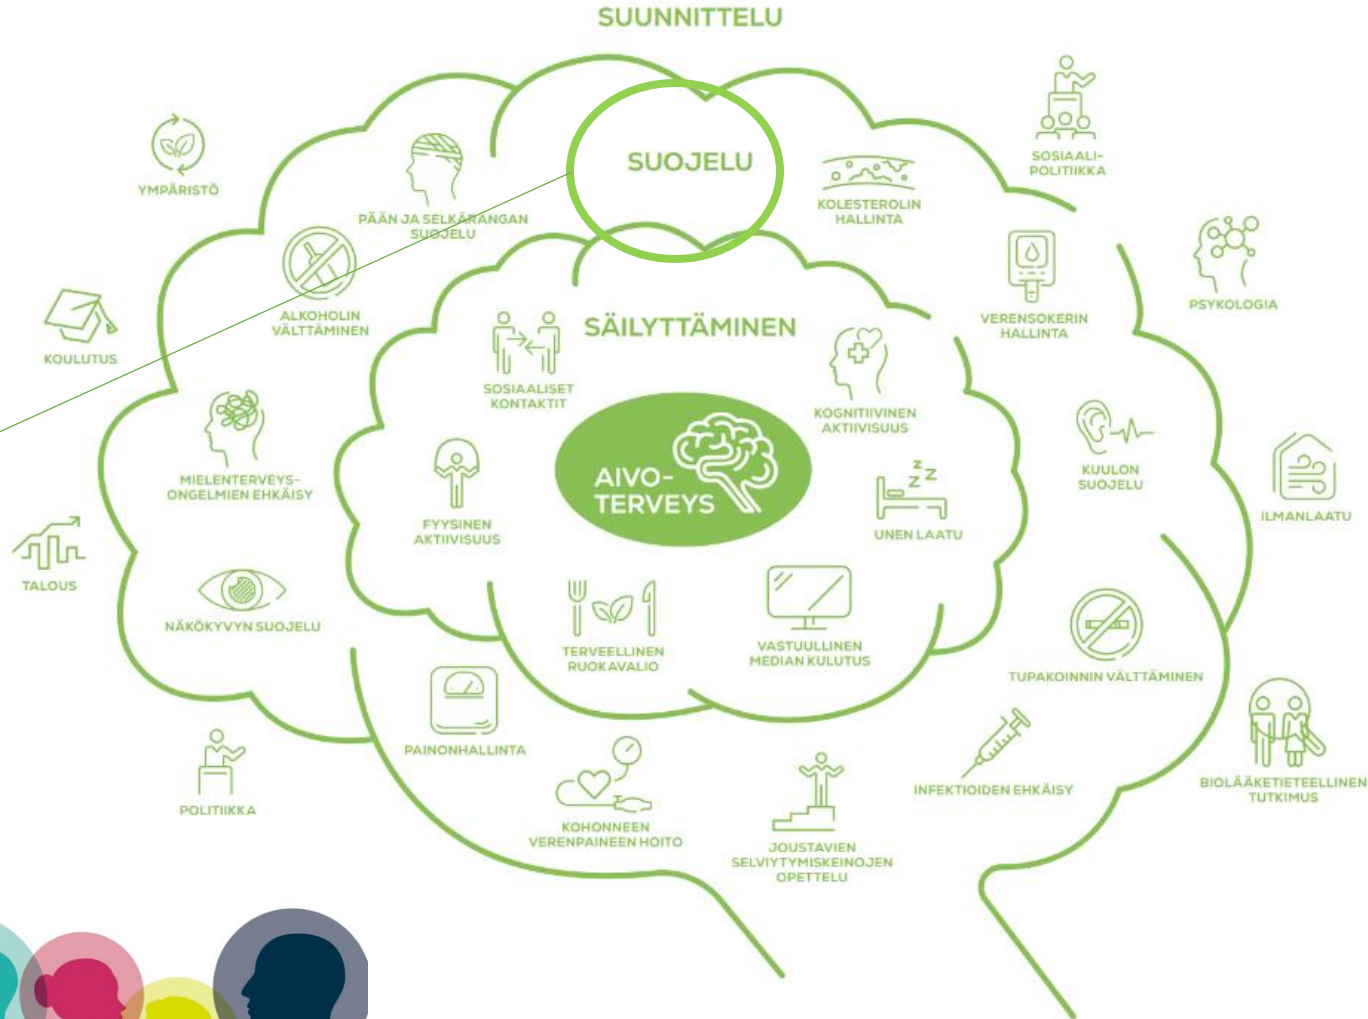 SUUNNITTELU
SUOJELU
SÄILYTTÄMINEN
AIVO-
TERVEYS
YMPÄRISTÖ
PÄÄN JA SELKÄRANGAN
SUOJELU
KOLESTEROLIN
HALLINTA
SOSIAALI-
POLITIIKKA
ALKOHOLIN
VÄLTTÄMINEN
VERENSOKERIN
HALLINTA
PSYKOLOGIA
KOULUTUS
SOSIAALISET
KONTAKTIT
KOGNITIIVINEN
AKTIIVISUUS
MIELENTERVEYS-
ONGELMIEN EHKÄISY
KUULON
SUOJELU
ILMANLAATU
FYYSINEN
AKTIIVISUUS
Z
Z
Z
UNEN LAATU
TALOUS
NÄKÖKYVYN SUOJELU
TERVEELLINEN
RUOKAVALIO
VASTUULLINEN
MEDIAN KULUTUS
TUPAKOINNIN VÄLTTÄMINEN
PAINONHALLINTA
POLITIIKKA
KOHONNEEN
VERENPAINEEN HOITO
JOUSTAVIEN
SELVIYTYMISKEINOJEN
OPETTELU
INFEKTIOIDEN EHKÄISY
BIOLÄÄKETIETEELLINEN
TUTKIMUS